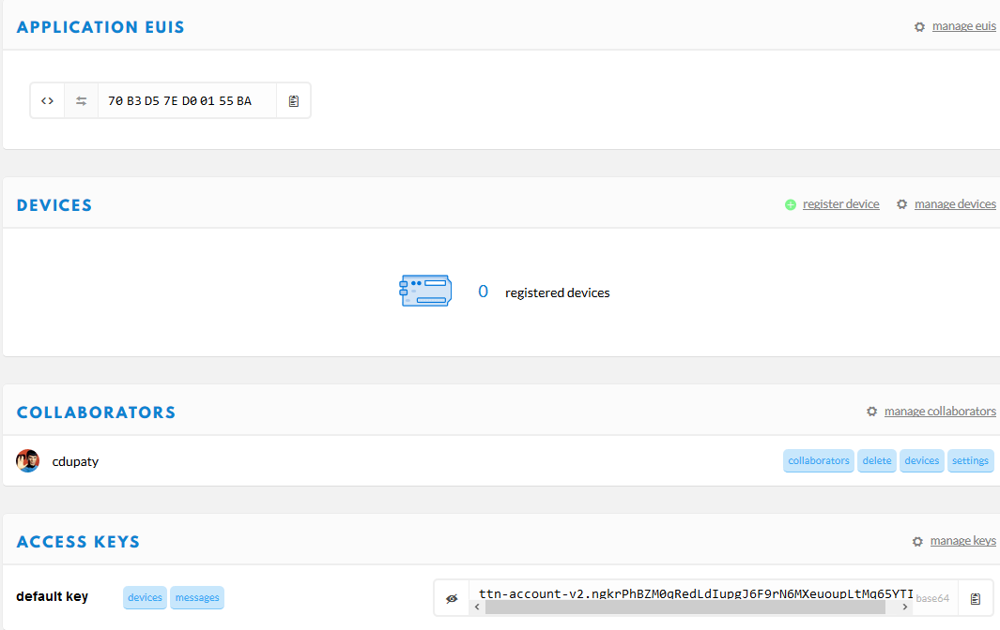 APPLICATION EUIS
manage euis
<> 70 B3 D5 7E D0 01 55 BA
DEVICES
register device manage devices
0 registered devices
COLLABORATORS
manage collaborators
cdupaty collaborators delete devices settings
ACCESS KEYS
manage keys
default key devices messages ttn-account-v2.ngkrPhBZM0qRedLdIupgJ6F9rN6MXeuoupLtMq65YTI base64